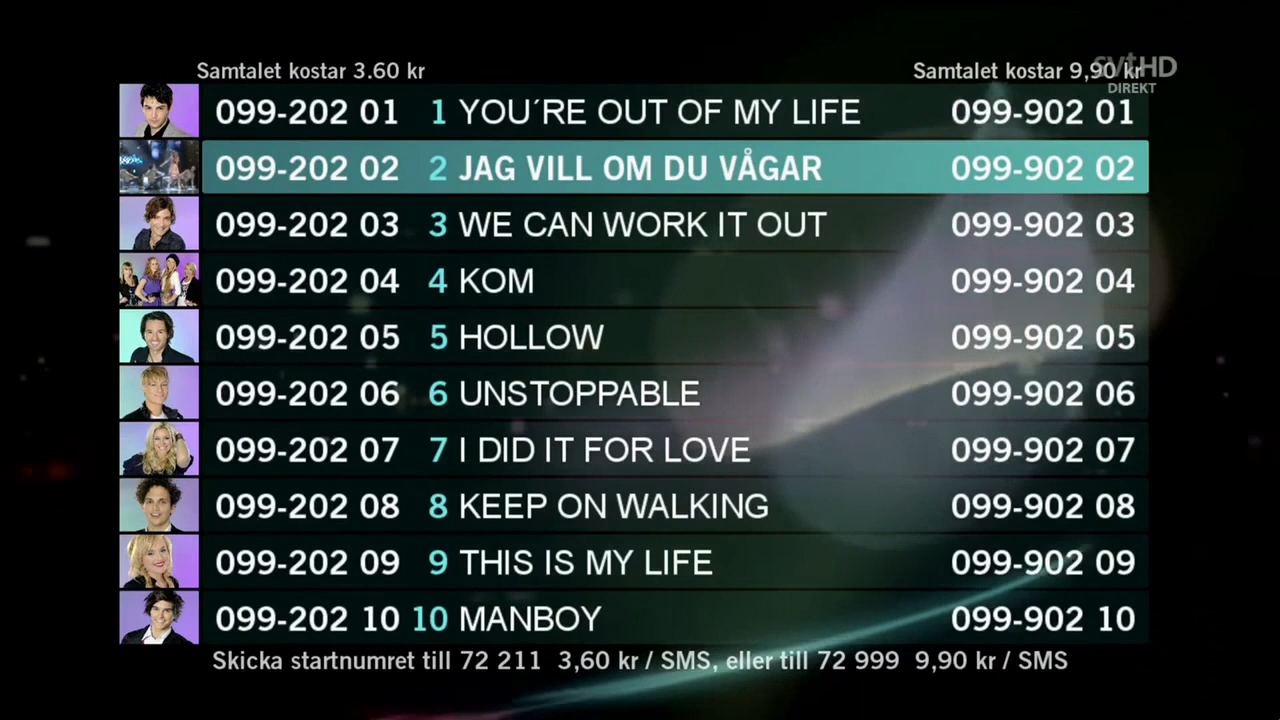 Samtalet kostar 3.60 kr Samtalet kostar 9,90 kr
svt HD
DIREKT
099-202 01 1 YOU´RE OUT OF MY LIFE 099-902 01
099-202 02 2 JAG VILL OM DU VÅGAR 099-902 02
099-202 03 3 WE CAN WORK IT OUT 099-902 03
099-202 04 4 KOM 099-902 04
099-202 05 5 HOLLOW 099-902 05
099-202 06 6 UNSTOPPABLE 099-902 06
099-202 07 7 I DID IT FOR LOVE 099-902 07
099-202 08 8 KEEP ON WALKING 099-902 08
099-202 09 9 THIS IS MY LIFE 099-902 09
099-202 10 10 MANBOY 099-902 10
Skicka startnumret till 72 211 3,60 kr / SMS, eller till 72 999 9,90 kr / SMS